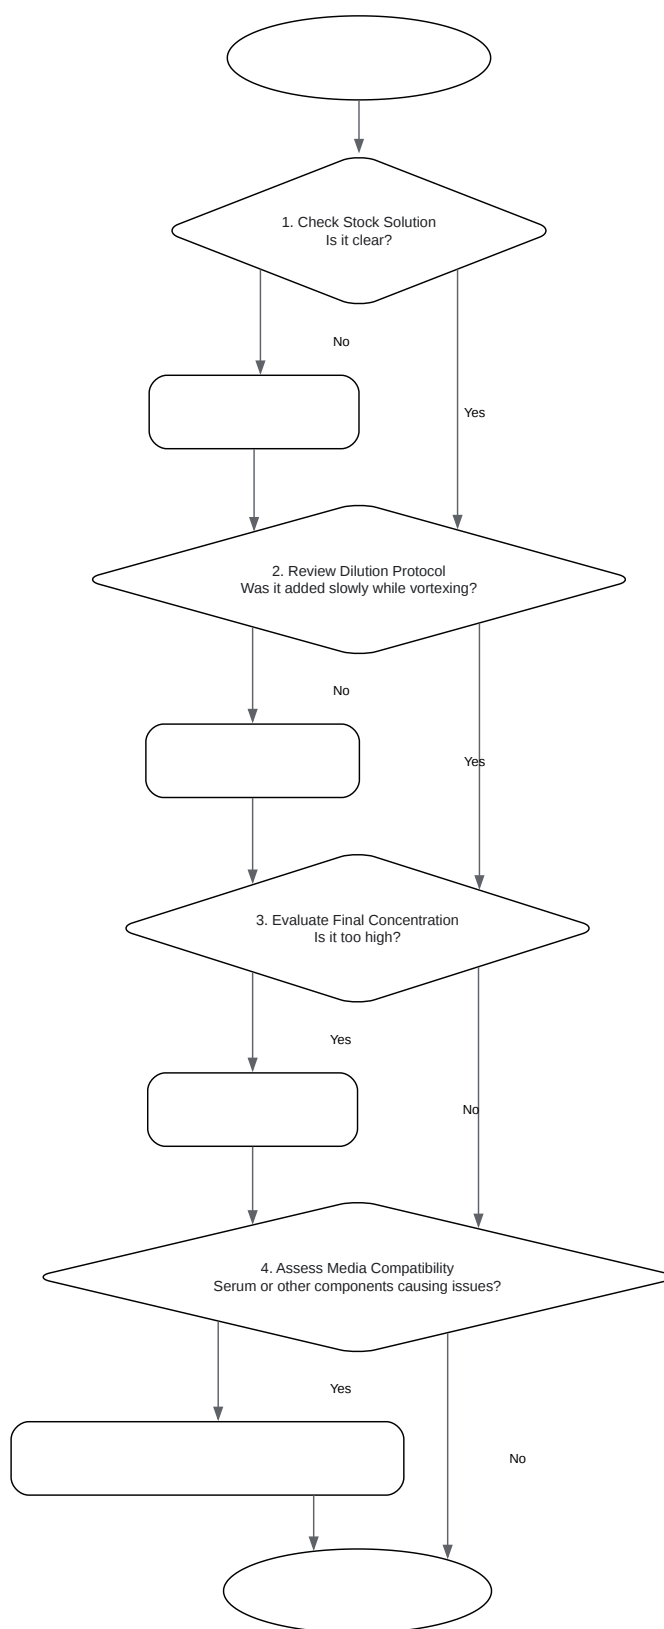 1. Check Stock Solution
Is it clear?
No
Yes
2. Review Dilution Protocol
Was it added slowly while vortexing?
No
Yes
3. Evaluate Final Concentration
Is it too high?
Yes
No
4. Assess Media Compatibility
Serum or other components causing issues?
Yes
No